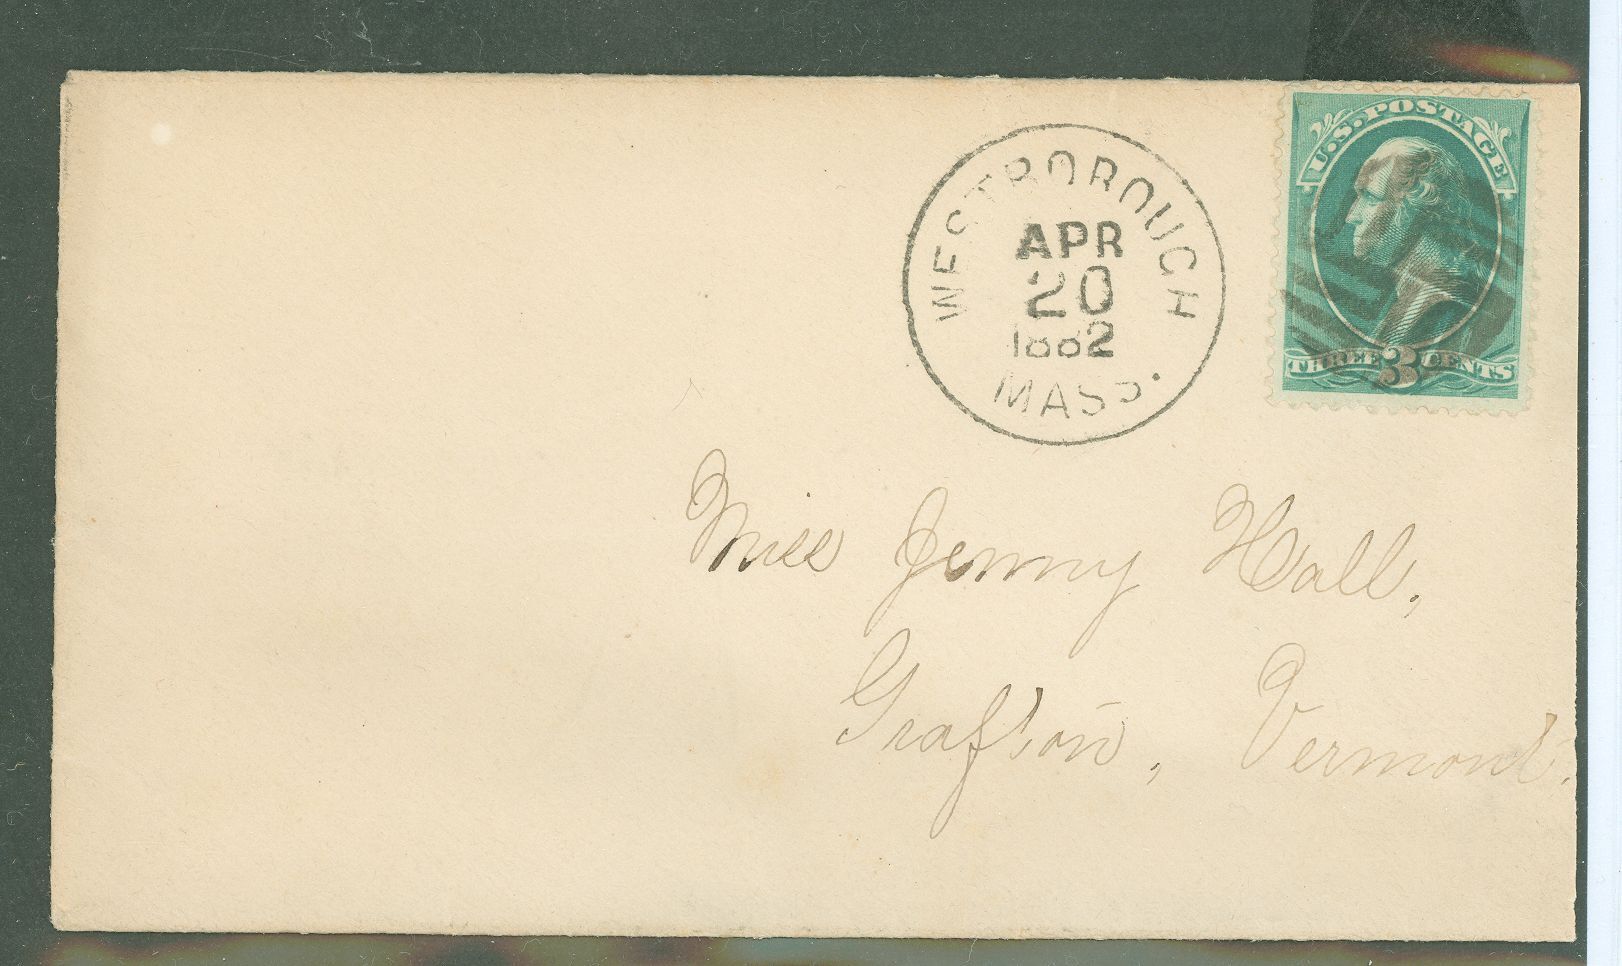 U.S. POSTAGE
THREE 3 CENTS
WESTBOROUGH
APR
20
1882
MASS.
Miss Jenny Hall,
Grafton, Vermont.